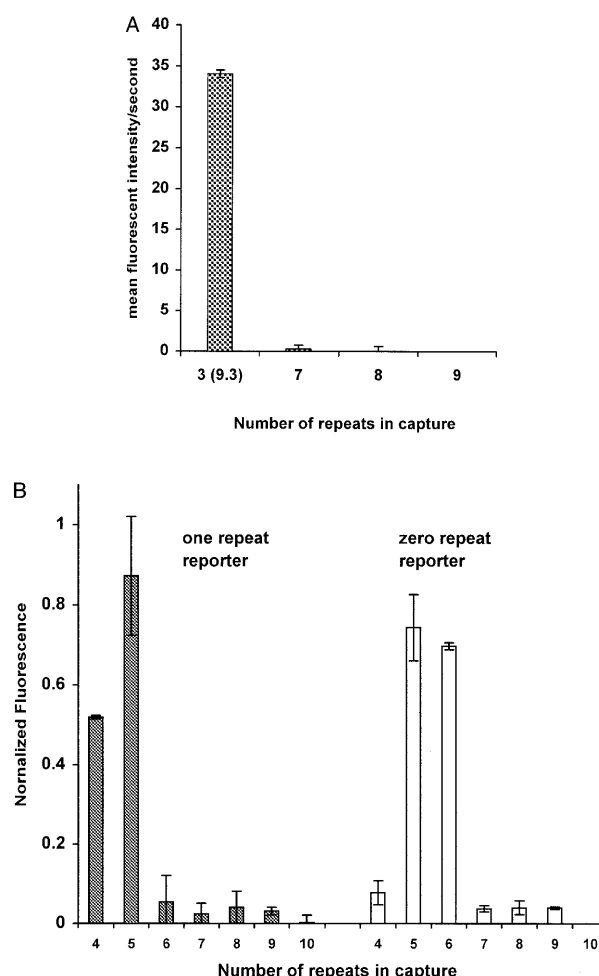 A
mean fluorescent intensity/second
40
35
30
25
20
15
10
5
0
3 (9.3) 7 8 9
Number of repeats in capture
B
Nornalized Fluorescence
1
0.8
0.6
0.4
0.2
0
one repeat
reporter
zero repeat
reporter
4 5 6 7 8 9 10 4 5 6 7 8 9 10
Number of repeats in capture